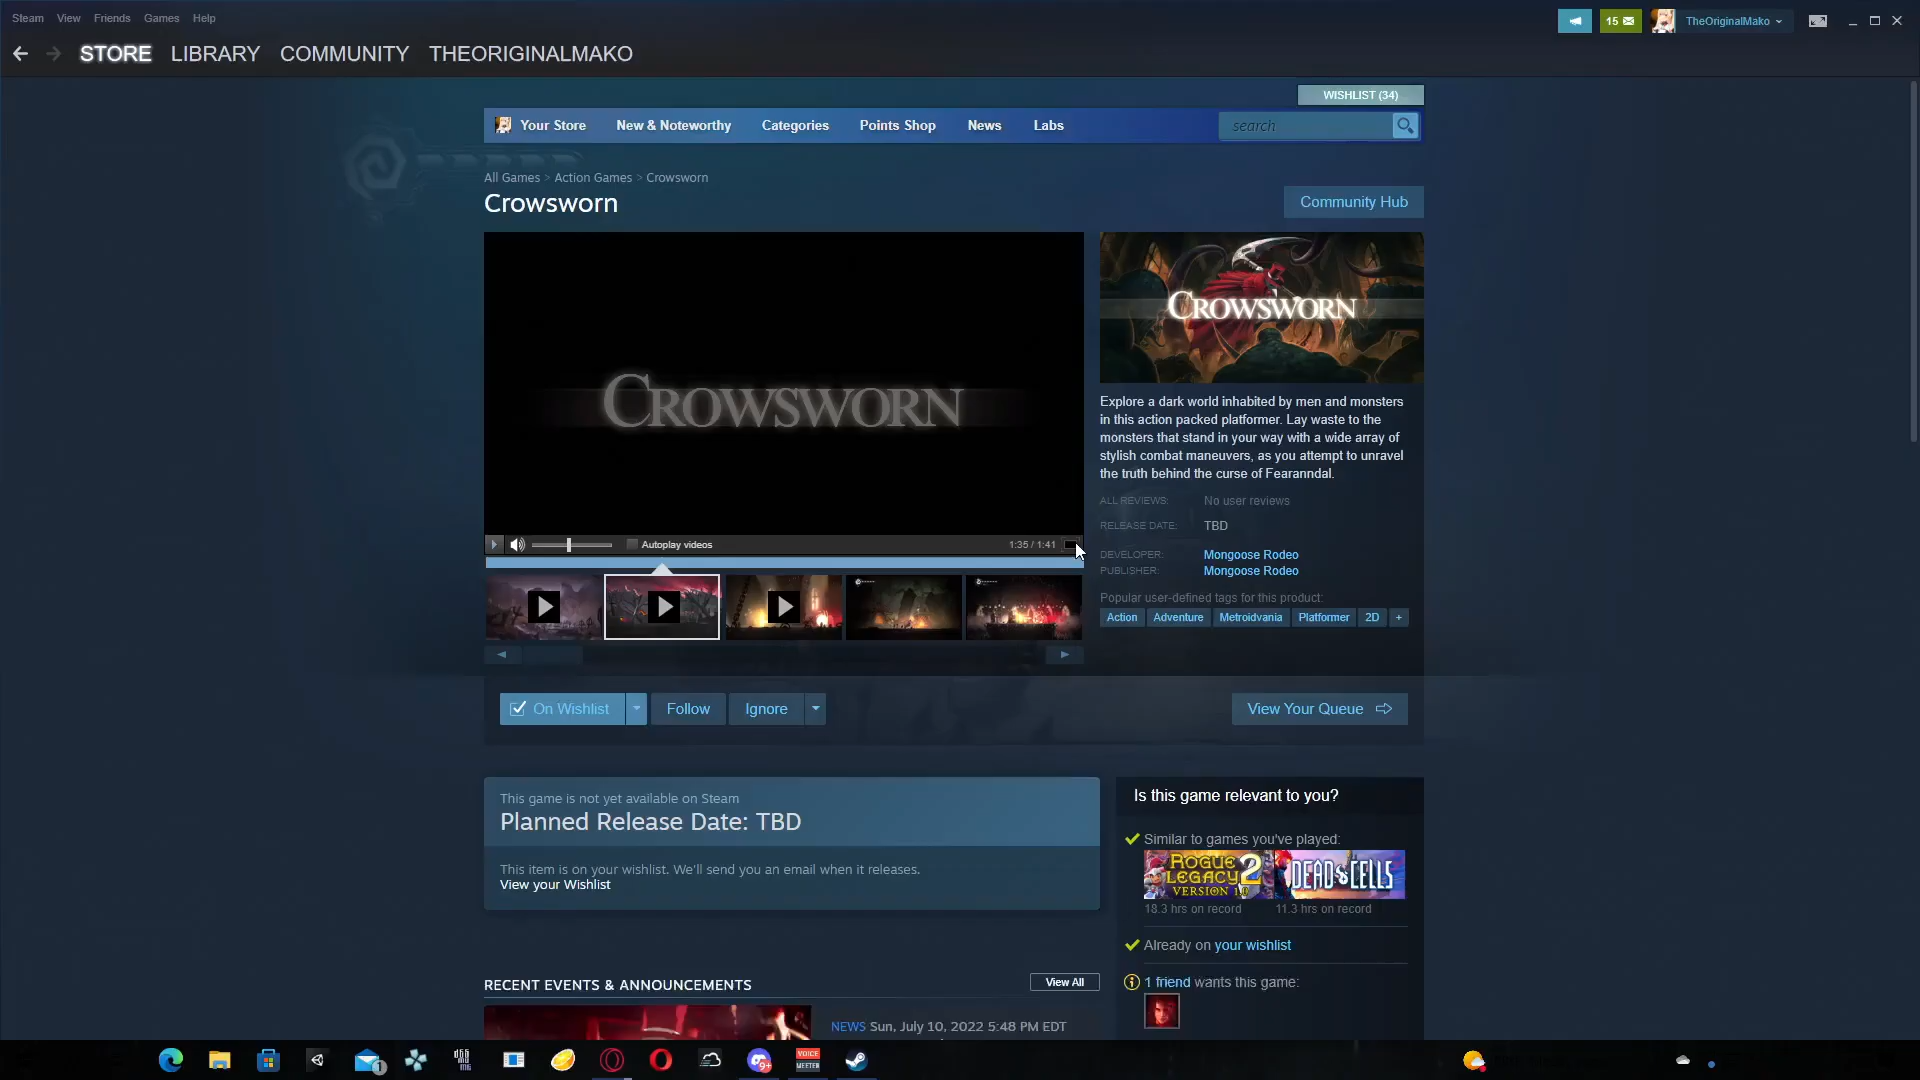 Steam View Friends Games Help
15
TheOriginalMako
STORE LIBRARY COMMUNITY THEORIGINALMAKO
WISHLIST (34)
Your Store New & Noteworthy Categories Points Shop News Labs search
All Games > Action Games > Crowsworn
Crowsworn
Community Hub
CROWSWORN
CROWSWORN
Explore a dark world inhabited by men and monsters
in this action packed platformer. Lay waste to the
monsters that stand in your way with a wide array of
stylish combat maneuvers, as you attempt to unravel
the truth behind the curse of Fearanndal.
ALL REVIEWS: No user reviews
RELEASE DATE: TBD
DEVELOPER: Mongoose Rodeo
PUBLISHER: Mongoose Rodeo
Popular user-defined tags for this product:
Action Adventure Metroidvania Platformer 2D +
Autoplay videos 1:35 / 1:41
On Wishlist Follow Ignore View Your Queue
This game is not yet available on Steam
Planned Release Date: TBD
This item is on your wishlist. We'll send you an email when it releases.
View your Wishlist
Is this game relevant to you?
Similar to games you've played:
ROGUE LEGACY 2 VERSION 1.0
DEAD CELLS
18.3 hrs on record 11.3 hrs on record
Already on your wishlist
1 friend wants this game:
RECENT EVENTS & ANNOUNCEMENTS View All
NEWS Sun, July 10, 2022 5:48 PM EDT
1
9+
VOICE
MEETER